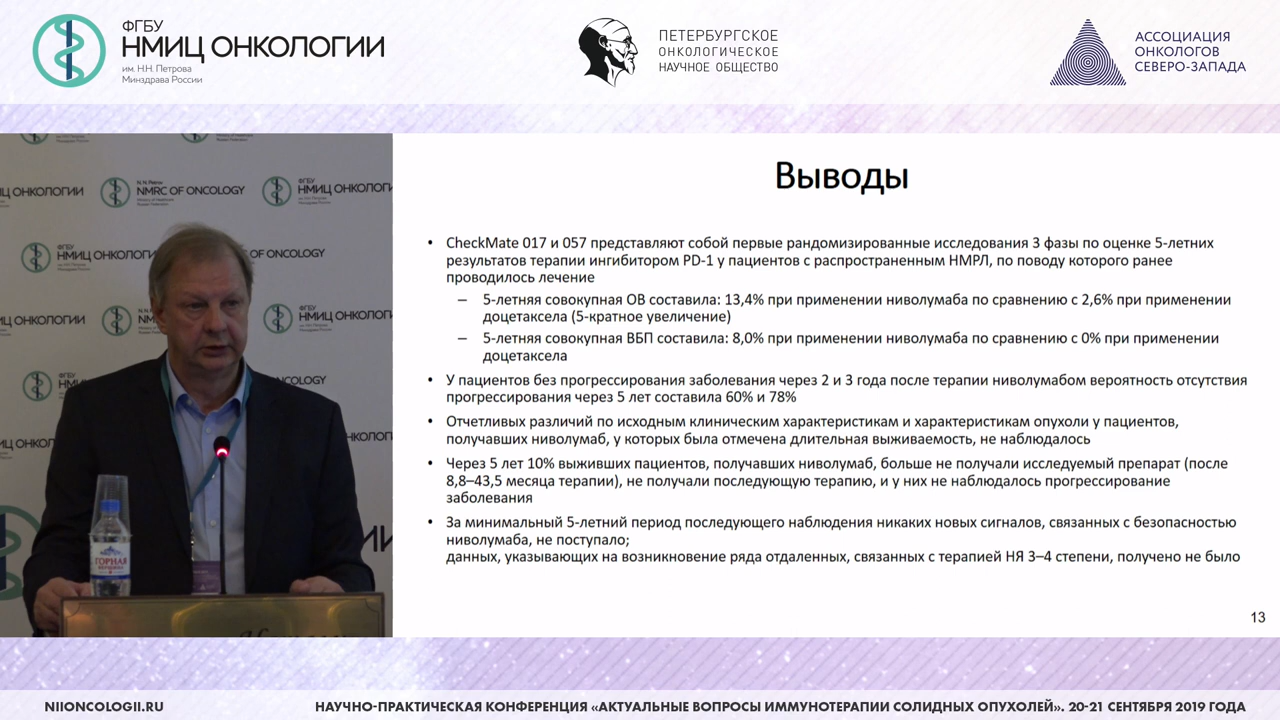 ФГБУ
НМИЦ ОНКОЛОГИИ
им. Н.Н. Петрова
Минздрава России
ПЕТЕРБУРГСКОЕ
ОНКОЛОГИЧЕСКОЕ
НАУЧНОЕ ОБЩЕСТВО
АССОЦИАЦИЯ
ОНКОЛОГОВ
СЕВЕРО-ЗАПАДА
N.N. Petrov
NMRC OF ONCOLOGY
ФГБУ
НМИЦ ОНКОЛОГИ
ФГБУ
НМИЦ ОНКОЛОГИИ
OF ONCOLOGY
ГОРНАЯ
Выводы
• CheckMate 017 и 057 представляют собой первые рандомизированные исследования 3 фазы по оценке 5-летних
результатов терапии ингибитором PD-1 у пациентов с распространенным НМРЛ, по поводу которого ранее
проводилось лечение
– 5-летняя совокупная ОВ составила: 13,4% при применении ниволумаба по сравнению с 2,6% при применении
доцетаксела (5-кратное увеличение)
– 5-летняя совокупная ВБП составила: 8,0% при применении ниволумаба по сравнению с 0% при применении
доцетаксела
• У пациентов без прогрессирования заболевания через 2 и 3 года после терапии ниволумабом вероятность отсутствия
прогрессирования через 5 лет составила 60% и 78%
• Отчетливых различий по исходным клиническим характеристикам и характеристикам опухоли у пациентов,
получавших ниволумаб, у которых была отмечена длительная выживаемость, не наблюдалось
• Через 5 лет 10% выживших пациентов, получавших ниволумаб, больше не получали исследуемый препарат (после
8,8–43,5 месяца терапии), не получали последующую терапию, и у них не наблюдалось прогрессирование
заболевания
• За минимальный 5-летний период последующего наблюдения никаких новых сигналов, связанных с безопасностью
ниволумаба, не поступало;
данных, указывающих на возникновение ряда отдаленных, связанных с терапией НЯ 3–4 степени, получено не было
13
NIIONCOLOGII.RU
НАУЧНО-ПРАКТИЧЕСКАЯ КОНФЕРЕНЦИЯ «АКТУАЛЬНЫЕ ВОПРОСЫ ИММУНОТЕРАПИИ СОЛИДНЫХ ОПУХОЛЕЙ». 20-21 СЕНТЯБРЯ 2019 ГОДА